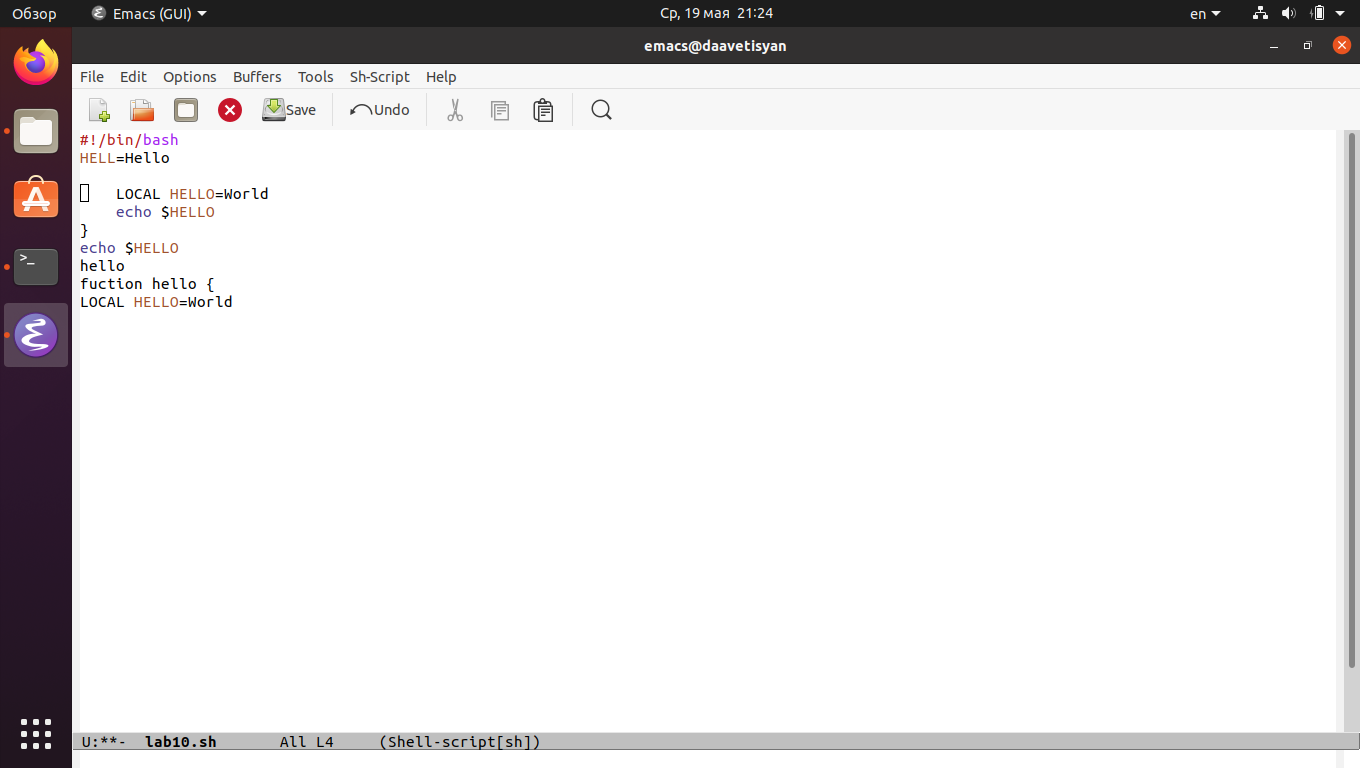 Обзор Emacs (GUI) Ср, 19 мая 21:24 en
emacs@daavetisyan
File Edit Options Buffers Tools Sh-Script Help
Save Undo
#!/bin/bash
HELL=Hello
LOCAL HELLO=World
echo $HELLO
}
echo $HELLO
hello
fuction hello {
LOCAL HELLO=World
U:**- lab10.sh All L4 (Shell-script[sh])